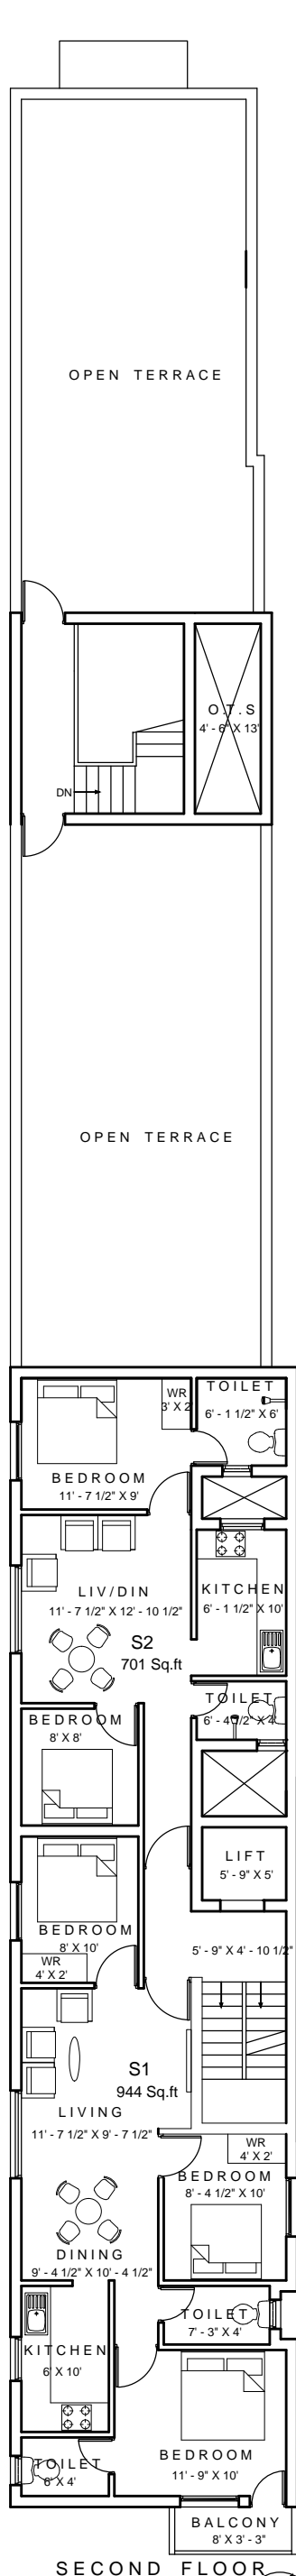 OPEN TERRACE
O.T.S
4' - 6" X 13'
DN
OPEN TERRACE
WR
3' X 2'
TOILET
6' - 1 1/2" X 6'
BEDROOM
11' - 7 1/2" X 9'
LIV/DIN
11' - 7 1/2" X 12' - 10 1/2"
KITCHEN
6' - 1 1/2" X 10'
S2
701 Sq.ft
TOILET
6' - 4 1/2" X 4'
BEDROOM
8' X 8'
LIFT
5' - 9" X 5'
BEDROOM
8' X 10'
5' - 9" X 4' - 10 1/2"
WR
4' X 2'
S1
944 Sq.ft
LIVING
11' - 7 1/2" X 9' - 7 1/2"
WR
4' X 2'
BEDROOM
8' - 4 1/2" X 10'
DINING
9' - 4 1/2" X 10' - 4 1/2"
TOILET
7' - 3" X 4'
KITCHEN
6' X 10'
BEDROOM
11' - 9" X 10'
TOILET
6' X 4'
BALCONY
8' X 3' - 3"
SECOND FLOOR